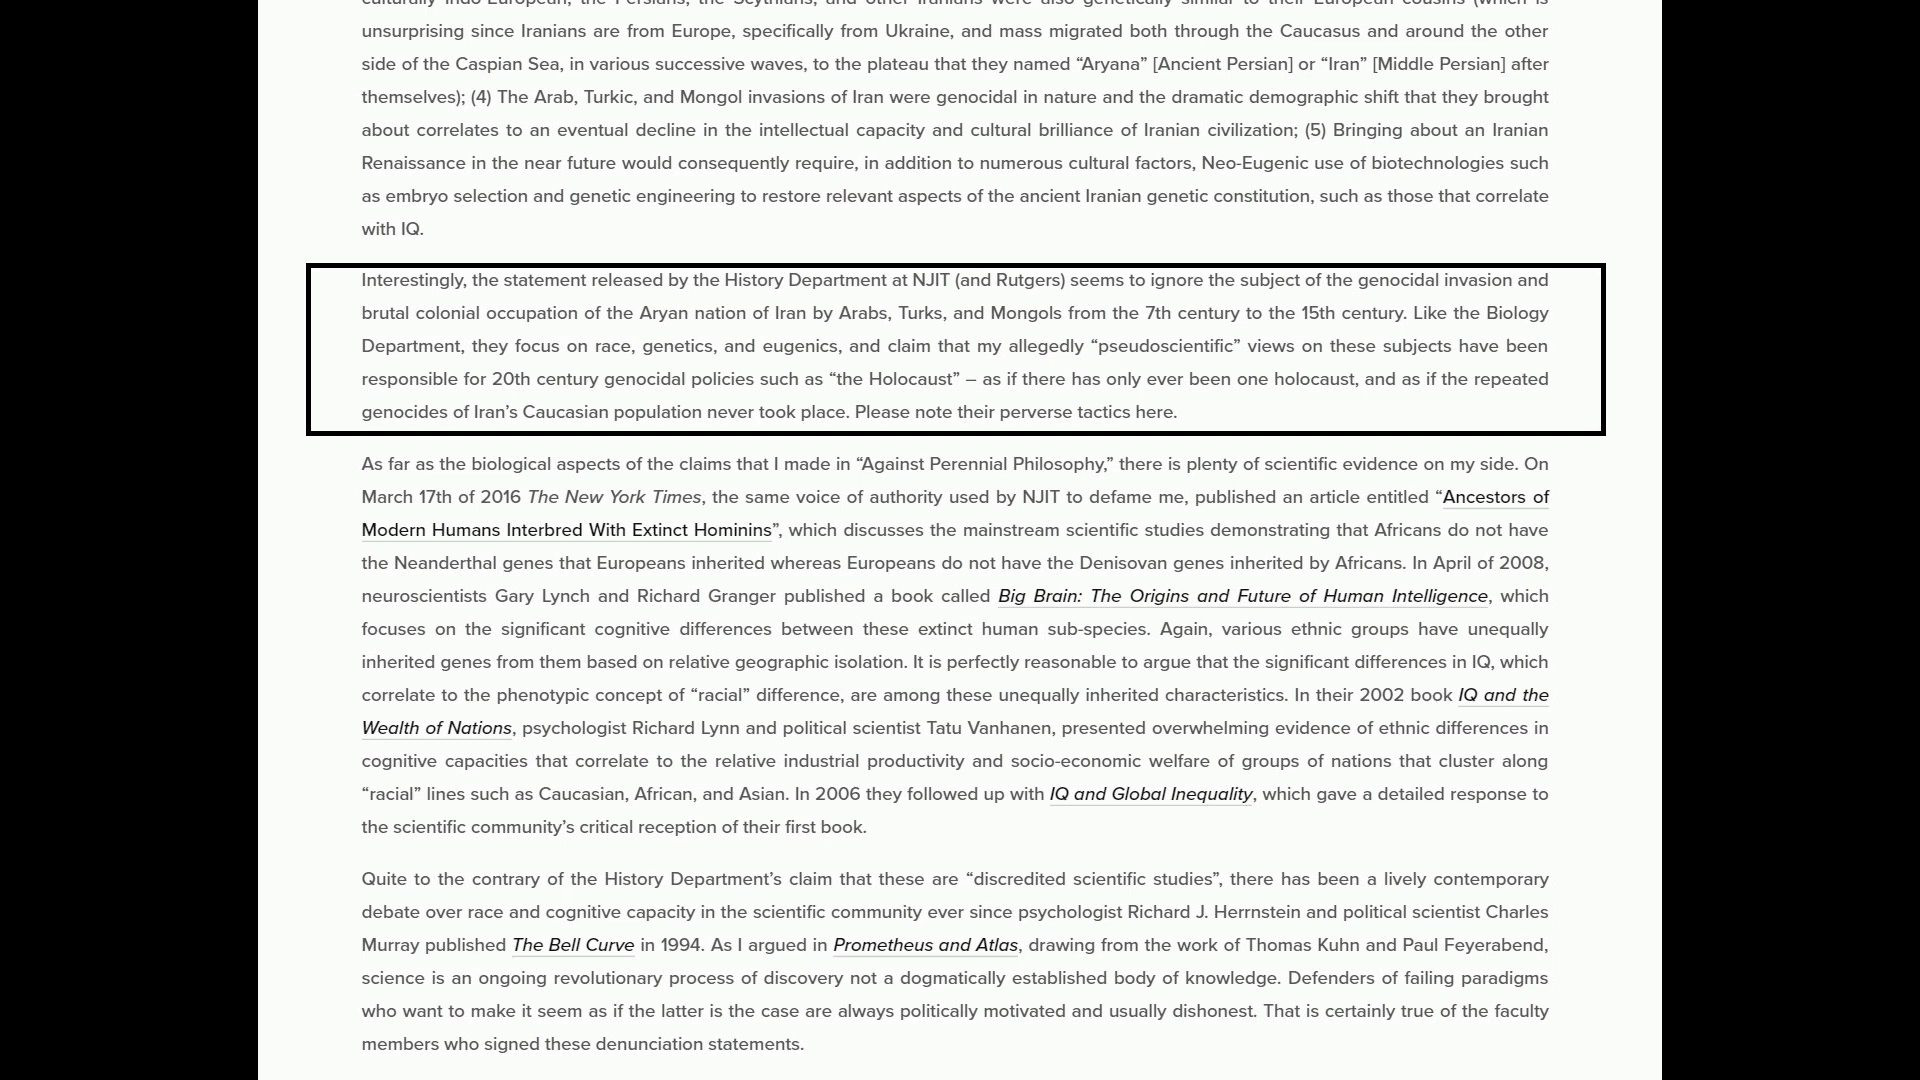 culturally Indo-European, the Persians, the Scythians, and other Iranians were also genetically similar to their European cousins (which is
unsurprising since Iranians are from Europe, specifically from Ukraine, and mass migrated both through the Caucasus and around the other
side of the Caspian Sea, in various successive waves, to the plateau that they named “Aryana” [Ancient Persian] or “Iran” [Middle Persian] after
themselves); (4) The Arab, Turkic, and Mongol invasions of Iran were genocidal in nature and the dramatic demographic shift that they brought
about correlates to an eventual decline in the intellectual capacity and cultural brilliance of Iranian civilization; (5) Bringing about an Iranian
Renaissance in the near future would consequently require, in addition to numerous cultural factors, Neo-Eugenic use of biotechnologies such
as embryo selection and genetic engineering to restore relevant aspects of the ancient Iranian genetic constitution, such as those that correlate
with IQ.
Interestingly, the statement released by the History Department at NJIT (and Rutgers) seems to ignore the subject of the genocidal invasion and
brutal colonial occupation of the Aryan nation of Iran by Arabs, Turks, and Mongols from the 7th century to the 15th century. Like the Biology
Department, they focus on race, genetics, and eugenics, and claim that my allegedly “pseudoscientific” views on these subjects have been
responsible for 20th century genocidal policies such as “the Holocaust” – as if there has only ever been one holocaust, and as if the repeated
genocides of Iran’s Caucasian population never took place. Please note their perverse tactics here.
As far as the biological aspects of the claims that I made in “Against Perennial Philosophy,” there is plenty of scientific evidence on my side. On
March 17th of 2016 The New York Times, the same voice of authority used by NJIT to defame me, published an article entitled “Ancestors of
Modern Humans Interbred With Extinct Hominins”, which discusses the mainstream scientific studies demonstrating that Africans do not have
the Neanderthal genes that Europeans inherited whereas Europeans do not have the Denisovan genes inherited by Africans. In April of 2008,
neuroscientists Gary Lynch and Richard Granger published a book called Big Brain: The Origins and Future of Human Intelligence, which
focuses on the significant cognitive differences between these extinct human sub-species. Again, various ethnic groups have unequally
inherited genes from them based on relative geographic isolation. It is perfectly reasonable to argue that the significant differences in IQ, which
correlate to the phenotypic concept of “racial” difference, are among these unequally inherited characteristics. In their 2002 book IQ and the
Wealth of Nations, psychologist Richard Lynn and political scientist Tatu Vanhanen, presented overwhelming evidence of ethnic differences in
cognitive capacities that correlate to the relative industrial productivity and socio-economic welfare of groups of nations that cluster along
“racial” lines such as Caucasian, African, and Asian. In 2006 they followed up with IQ and Global Inequality, which gave a detailed response to
the scientific community’s critical reception of their first book.
Quite to the contrary of the History Department’s claim that these are “discredited scientific studies”, there has been a lively contemporary
debate over race and cognitive capacity in the scientific community ever since psychologist Richard J. Herrnstein and political scientist Charles
Murray published The Bell Curve in 1994. As I argued in Prometheus and Atlas, drawing from the work of Thomas Kuhn and Paul Feyerabend,
science is an ongoing revolutionary process of discovery not a dogmatically established body of knowledge. Defenders of failing paradigms
who want to make it seem as if the latter is the case are always politically motivated and usually dishonest. That is certainly true of the faculty
members who signed these denunciation statements.